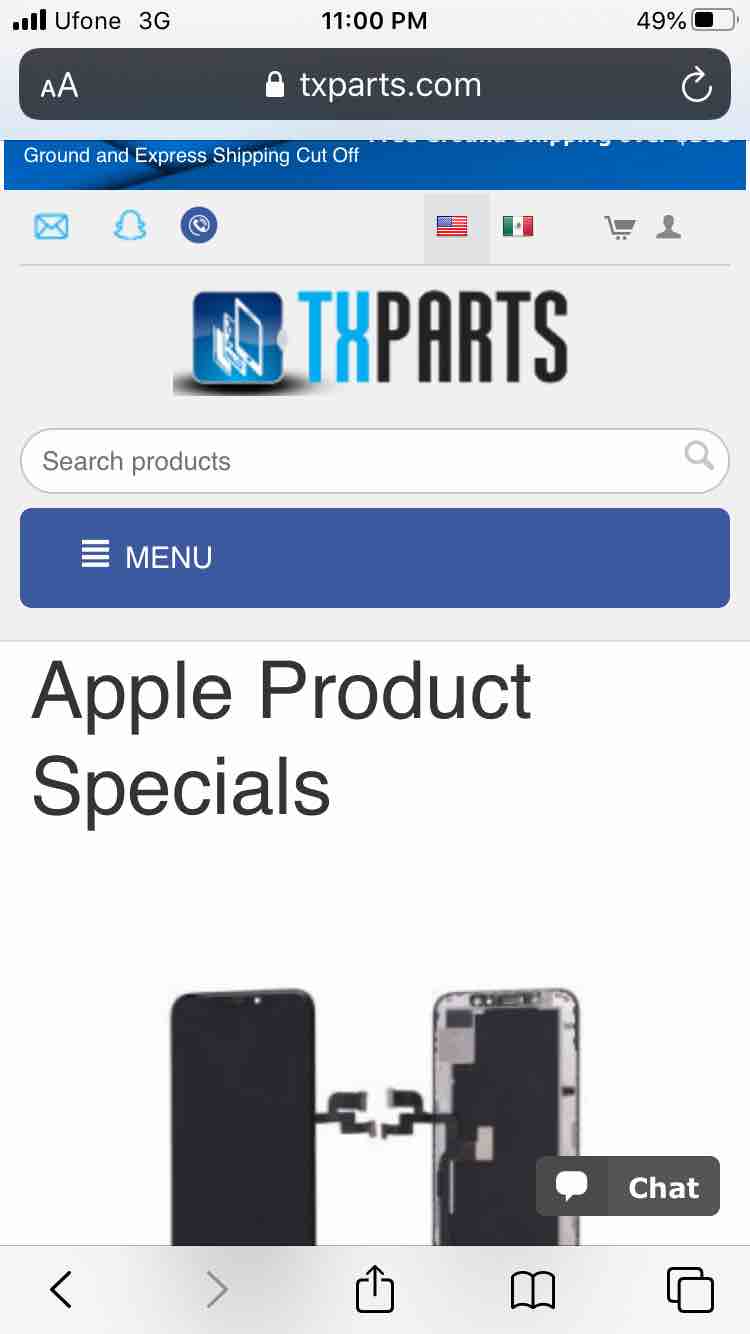 Ufone 3G 11:00 PM 49%
AA txparts.com
Ground and Express Shipping Cut Off
TXPARTS
Search products
MENU
Apple Product
Specials
Chat